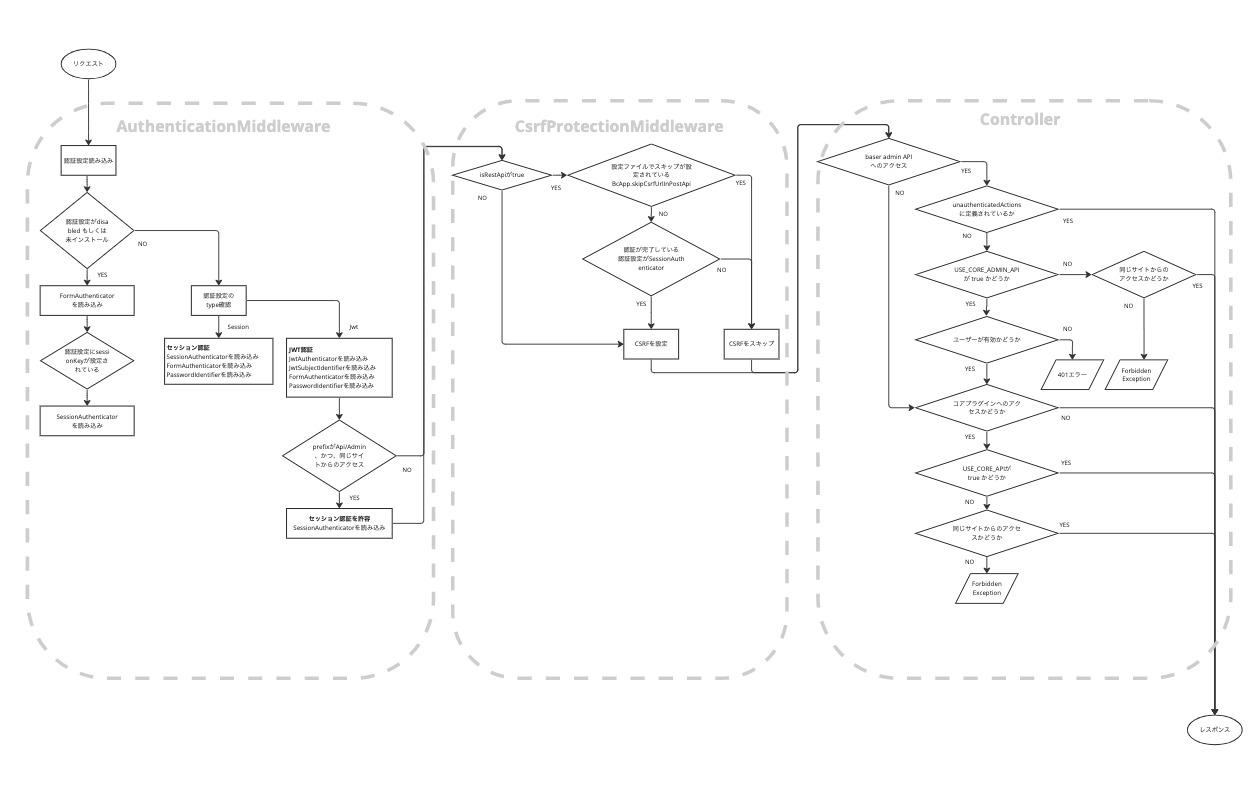 リクエスト
AuthenticationMiddleware
認証設定読み込み
認証設定がdisa
bled もしくは
未インストール
NO
YES
FormAuthenticator
を読み込み
認証設定にsessi
onKeyが設定さ
れている
SessionAuthenticator
を読み込み
認証設定の
type確認
Session
Jwt
セッション認証
SessionAuthenticatorを読み込み
FormAuthenticatorを読み込み
PasswordIdentifierを読み込み
JWT認証
JwtAuthenticatorを読み込み
JwtSubjectIdentifierを読み込み
FormAuthenticatorを読み込み
PasswordIdentifierを読み込み
prefixがApi/Admin
、かつ、同じサイ
トからのアクセス
NO
YES
セッション認証を許容
SessionAuthenticatorを読み込み
CsrfProtectionMiddleware
isRestApiがtrue
YES
NO
設定ファイルでスキップが設
定されている
BcApp.skipCsrfUrlInPostApi
YES
NO
認証が完了している
認証設定がSessionAuth
enticator
NO
YES
CSRFを設定
CSRFをスキップ
Controller
baser admin API
へのアクセス
YES
NO
unauthenticatedActions
に定義されているか
YES
NO
USE_CORE_ADMIN_API
が true かどうか
NO
YES
同じサイトからの
アクセスかどうか
YES
NO
ユーザーが有効かどうか
NO
YES
401エラー
Forbidden
Exception
コアプラグインへのアク
セスかどうか
NO
YES
USE_CORE_APIが
true かどうか
YES
NO
同じサイトからのアクセ
スかどうか
YES
NO
Forbidden
Exception
レスポンス